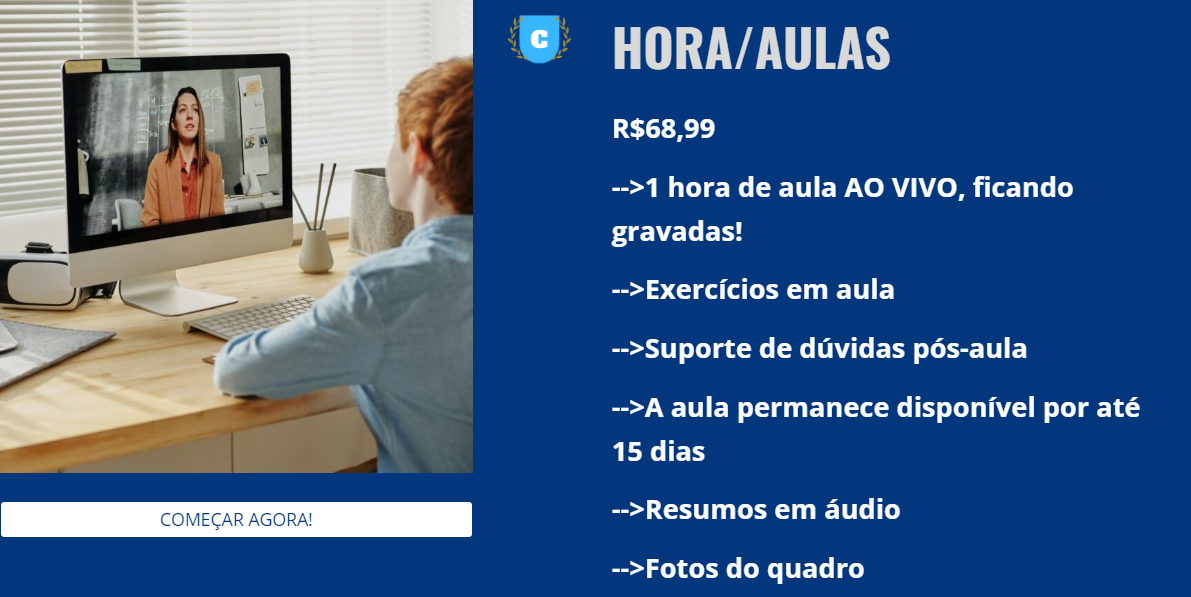 C
HORA/AULAS
R$68,99
-->1 hora de aula AO VIVO, ficando
gravadas!
-->Exercícios em aula
-->Suporte de dúvidas pós-aula
-->A aula permanece disponível por até
15 dias
-->Resumos em áudio
-->Fotos do quadro
COMEÇAR AGORA!